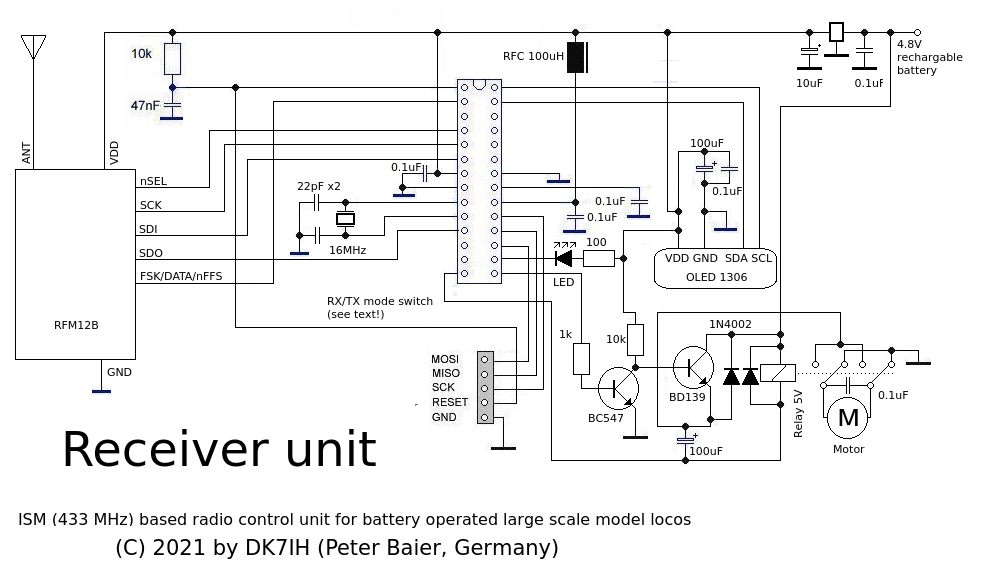 10k
47nF
RFC 100uH
10uF
0.1uF
4.8V
rechargable
battery
ANT
VDD
nSEL
SCK
SDI
SDO
FSK/DATA/nFFS
RFM12B
GND
22pF x2
16MHz
0.1uF
0.1uF
0.1uF
100uF
0.1uF
100
LED
VDD GND SDA SCL
OLED 1306
RX/TX mode switch
(see text!)
MOSI
MISO
SCK
RESET
GND
1k
10k
BC547
BD139
1N4002
100uF
Relay 5V
0.1uF
M
Motor
Receiver unit
ISM (433 MHz) based radio control unit for battery operated large scale model locos
(C) 2021 by DK7IH (Peter Baier, Germany)